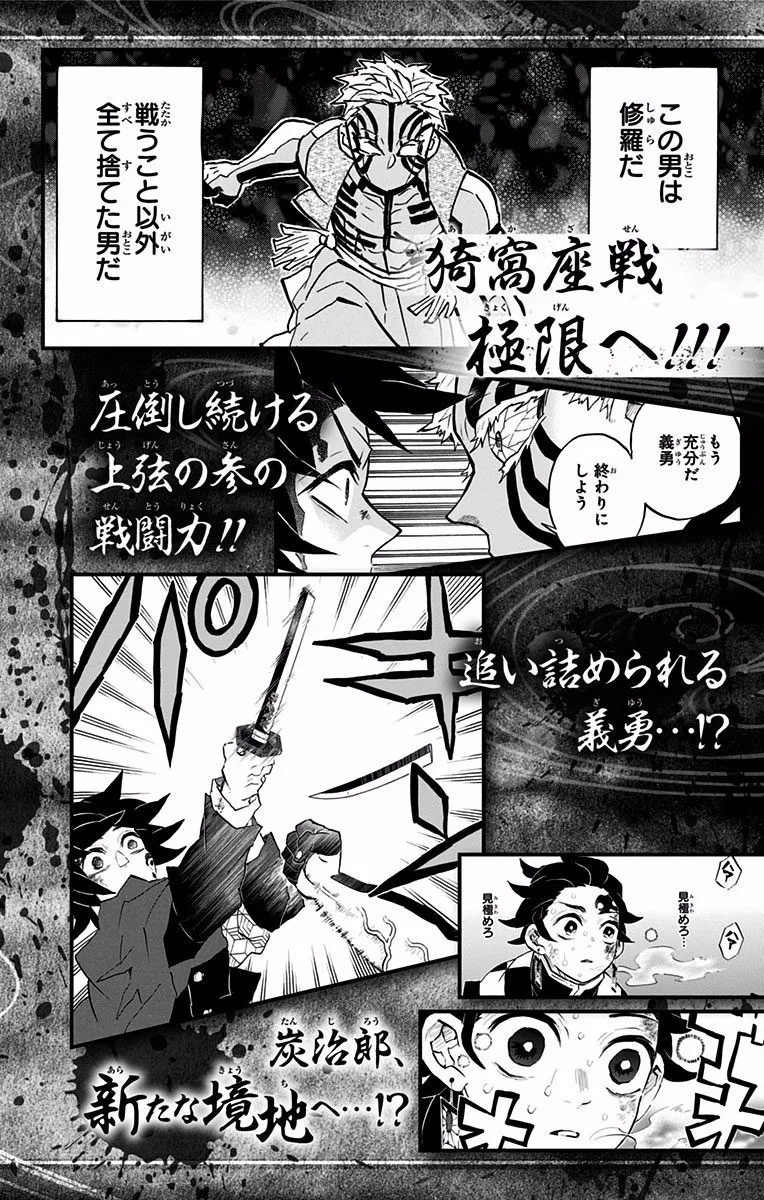 この男は
修羅だ
戦うこと以外
全て捨てた男だ
猗窩座戦
極限へ!!!
もう
充分だ
義勇
終わりに
しよう
圧倒し続ける
上弦の参の
戦闘力!!
追い詰められる
義勇…!?
パキ
見極めろ…
見極めろ
炭治郎、
新たな境地へ…!?